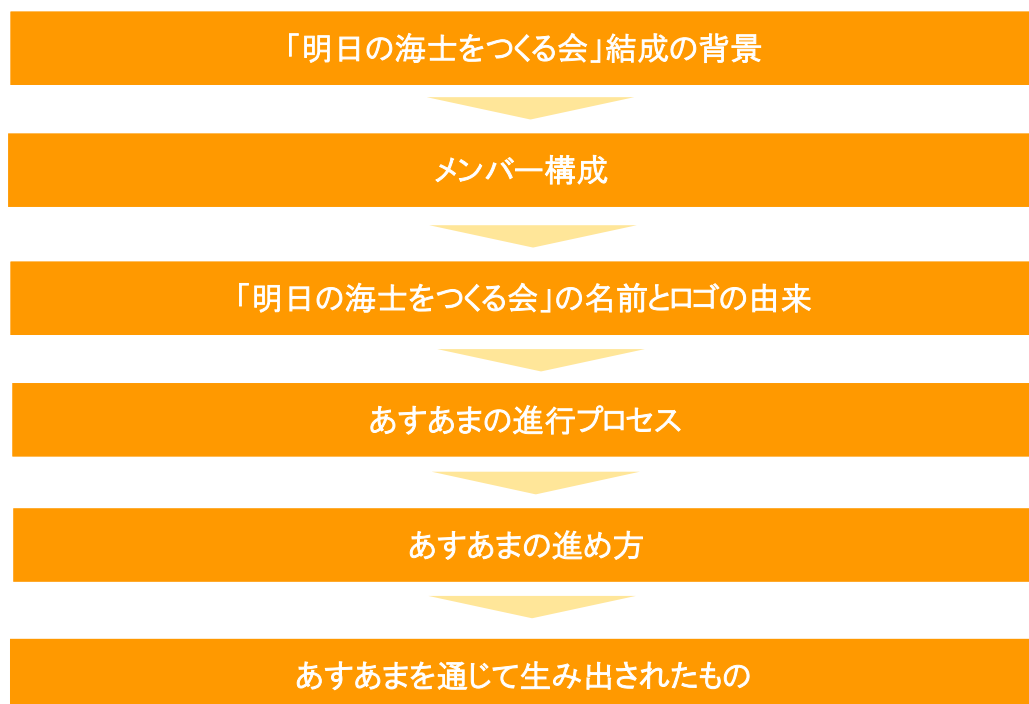 「明日の海士をつくる会」結成の背景
メンバー構成
「明日の海士をつくる会」の名前とロゴの由来
あすあまの進行プロセス
あすあまの進め方
あすあまを通じて生み出されたもの